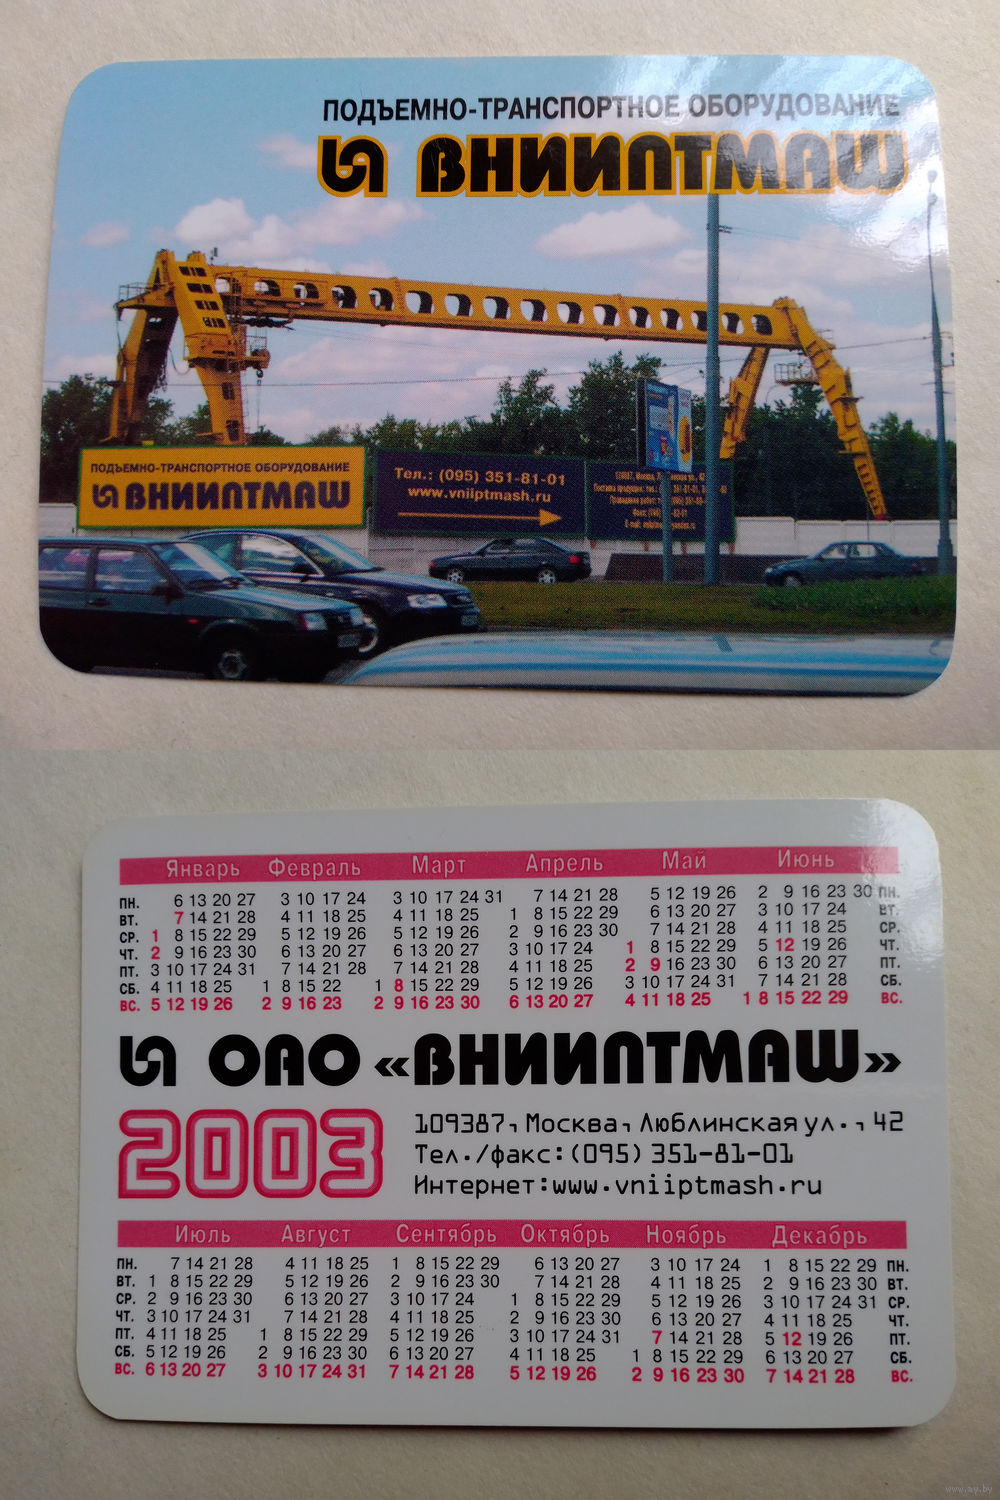 ПОДЪЕМНО-ТРАНСПОРТНОЕ ОБОРУДОВАНИЕ
ВНИИПТМАШ
ПОДЪЕМНО-ТРАНСПОРТНОЕ ОБОРУДОВАНИЕ
ВНИИПТМАШ
Тел.: (095) 351-81-01
www.vniiptmash.ru
Январь Февраль Март Апрель Май Июнь
ПН. 6 13 20 27 3 10 17 24 3 10 17 24 31 7 14 21 28 5 12 19 26 2 9 16 23 30 ПН.
ВТ. 7 14 21 28 4 11 18 25 4 11 18 25 1 8 15 22 29 6 13 20 27 3 10 17 24 ВТ.
СР. 1 8 15 22 29 5 12 19 26 5 12 19 26 2 9 16 23 30 7 14 21 28 4 11 18 25 СР.
ЧТ. 2 9 16 23 30 6 13 20 27 6 13 20 27 3 10 17 24 1 8 15 22 29 5 12 19 26 ЧТ.
ПТ. 3 10 17 24 31 7 14 21 28 7 14 21 28 4 11 18 25 2 9 16 23 30 6 13 20 27 ПТ.
СБ. 4 11 18 25 1 8 15 22 1 8 15 22 29 5 12 19 26 3 10 17 24 31 7 14 21 28 СБ.
ВС. 5 12 19 26 2 9 16 23 2 9 16 23 30 6 13 20 27 4 11 18 25 1 8 15 22 29 ВС.
ОАО «ВНИИПТМАШ»
2003
109387, Москва, Люблинская ул., 42
Тел./факс: (095) 351-81-01
Интернет: www.vniiptmash.ru
Июль Август Сентябрь Октябрь Ноябрь Декабрь
ПН. 7 14 21 28 4 11 18 25 1 8 15 22 29 6 13 20 27 3 10 17 24 1 8 15 22 29 ПН.
ВТ. 1 8 15 22 29 5 12 19 26 2 9 16 23 30 7 14 21 28 4 11 18 25 2 9 16 23 30 ВТ.
СР. 2 9 16 23 30 6 13 20 27 3 10 17 24 1 8 15 22 29 5 12 19 26 3 10 17 24 31 СР.
ЧТ. 3 10 17 24 31 7 14 21 28 4 11 18 25 2 9 16 23 30 6 13 20 27 4 11 18 25 ЧТ.
ПТ. 4 11 18 25 1 8 15 22 29 5 12 19 26 3 10 17 24 31 7 14 21 28 5 12 19 26 ПТ.
СБ. 5 12 19 26 2 9 16 23 30 6 13 20 27 4 11 18 25 1 8 15 22 29 6 13 20 27 СБ.
ВС. 6 13 20 27 3 10 17 24 31 7 14 21 28 5 12 19 26 2 9 16 23 30 7 14 21 28 ВС.
www.ay.by